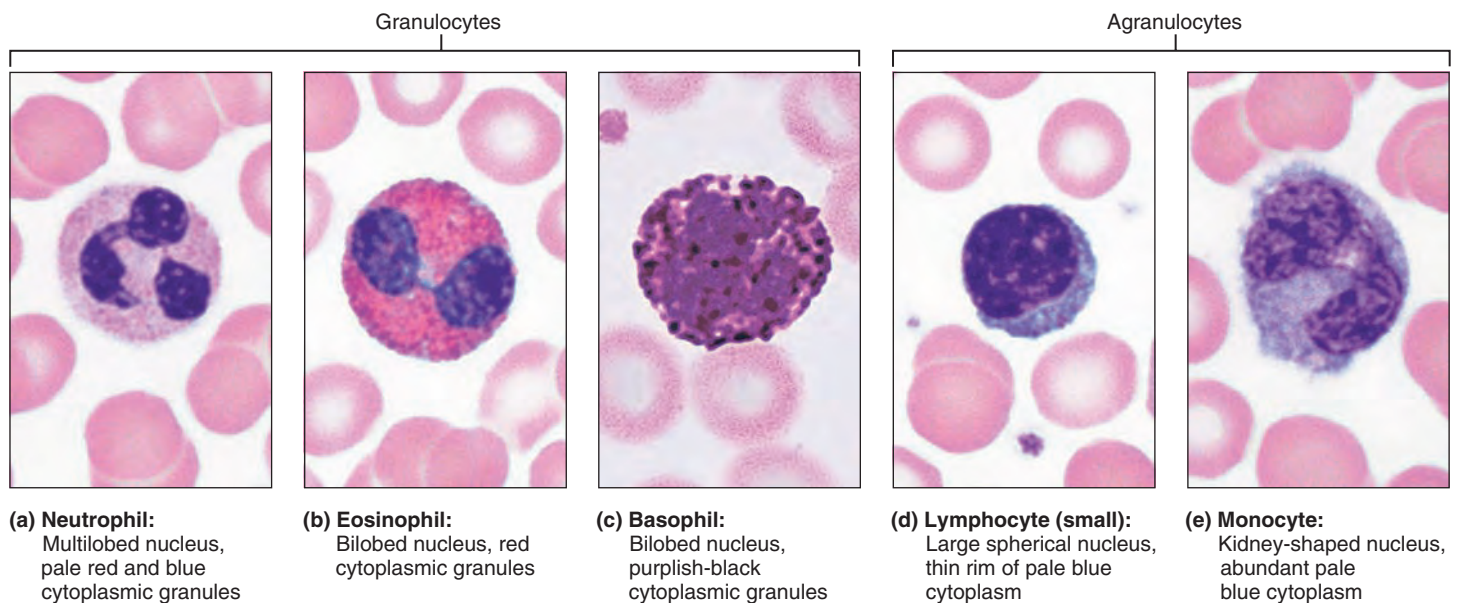 Granulocytes
Agranulocytes
(a) Neutrophil:
Multilobed nucleus,
pale red and blue
cytoplasmic granules
(b) Eosinophil:
Bilobed nucleus, red
cytoplasmic granules
(c) Basophil:
Bilobed nucleus,
purplish-black
cytoplasmic granules
(d) Lymphocyte (small):
Large spherical nucleus,
thin rim of pale blue
cytoplasm
(e) Monocyte:
Kidney-shaped nucleus,
abundant pale
blue cytoplasm